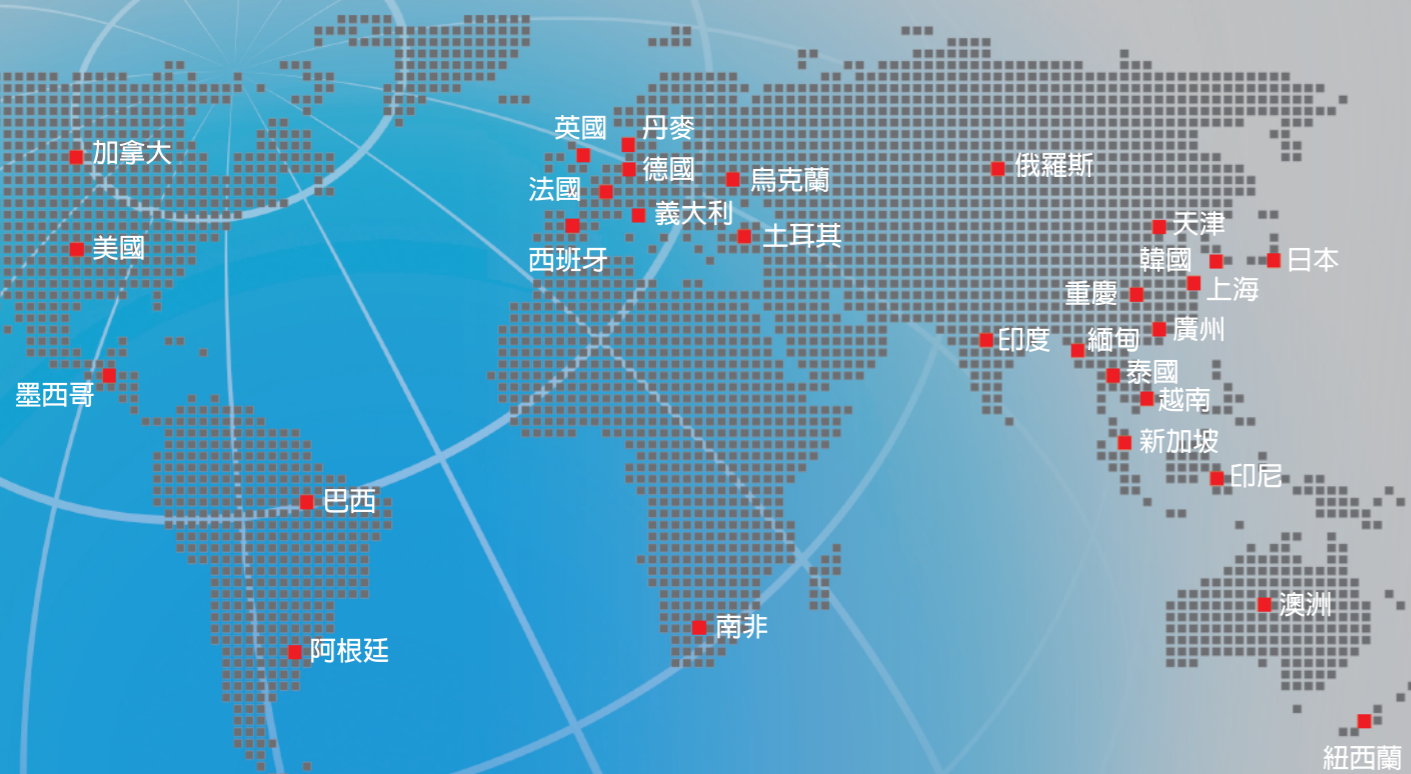 英國
丹麥
加拿大
俄羅斯
德國
烏克蘭
法國
義大利
天津
土耳其
美國
西班牙
韓國
日本
上海
重慶
廣州
印度
緬甸
泰國
墨西哥
越南
新加坡
印尼
巴西
澳洲
南非
阿根廷
紐西蘭